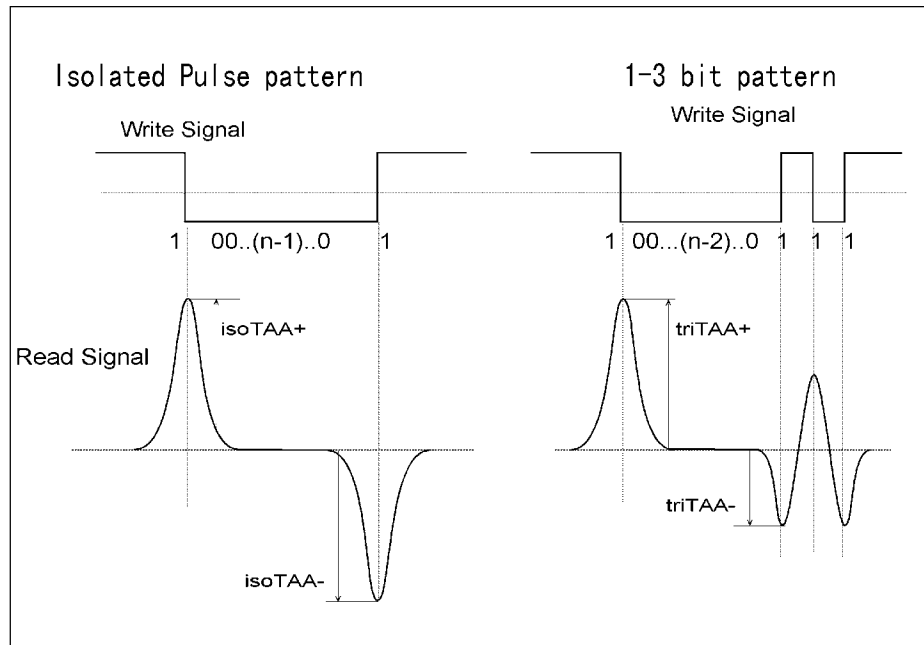 Isolated Pulse pattern
1-3 bit pattern
Write Signal
Write Signal
1 00..(n-1)..0 1
1 00...(n-2)..0 1 1 1
isoTAA+
triTAA+
Read Signal
triTAA-
isoTAA-